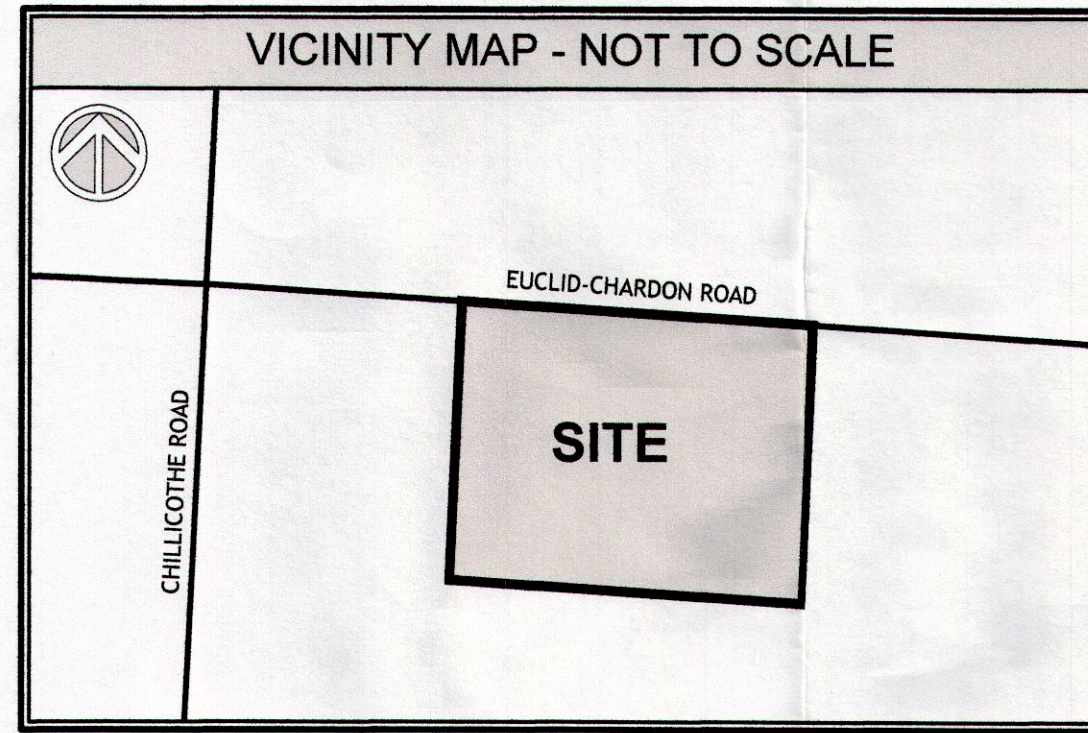 VICINITY MAP - NOT TO SCALE
EUCLID-CHARDON ROAD
SITE
CHILLICOTHE ROAD